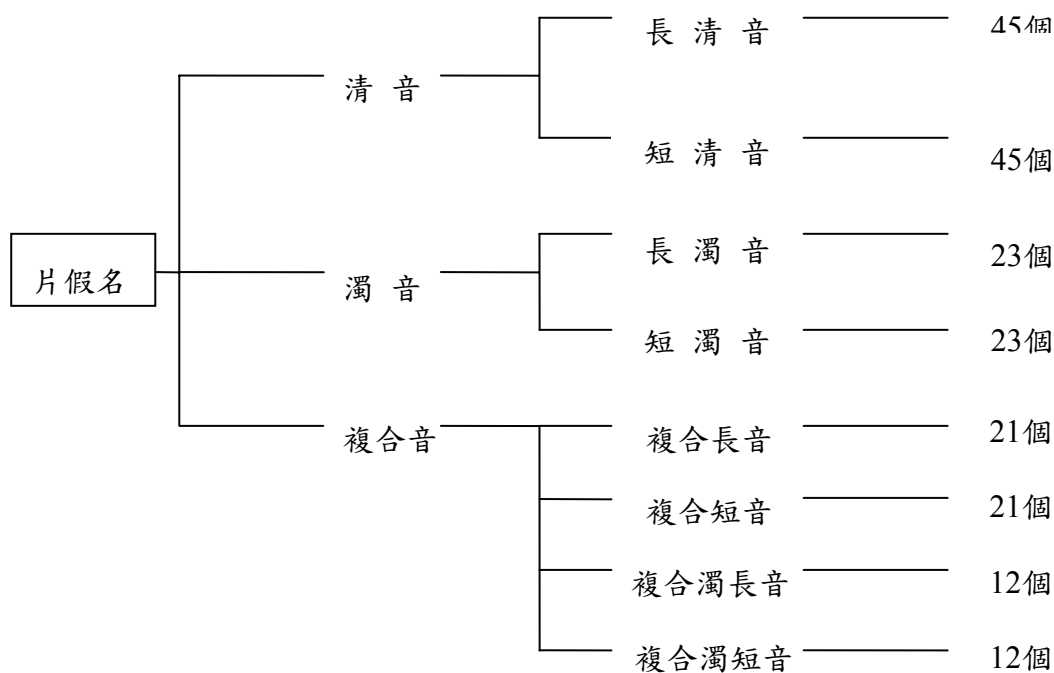 長清音 45個
清音
短清音 45個
長濁音 23個
片假名 濁音
短濁音 23個
複合音 複合長音 21個
複合短音 21個
複合濁長音 12個
複合濁短音 12個